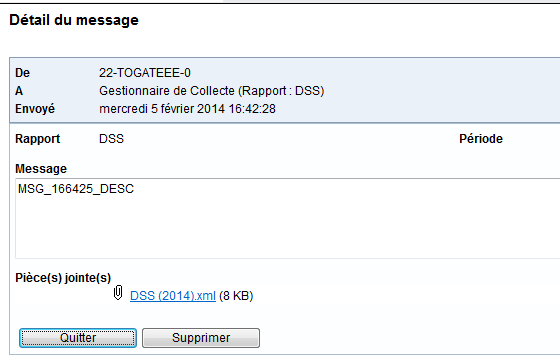 Détail du message
De 22-TOGATEEE-0
A Gestionnaire de Collecte (Rapport : DSS)
Envoyé mercredi 5 février 2014 16:42:28
Rapport DSS Période
Message
MSG_166425_DESC
Pièce(s) jointe(s)
DSS (2014).xml (8 KB)
Quitter Supprimer